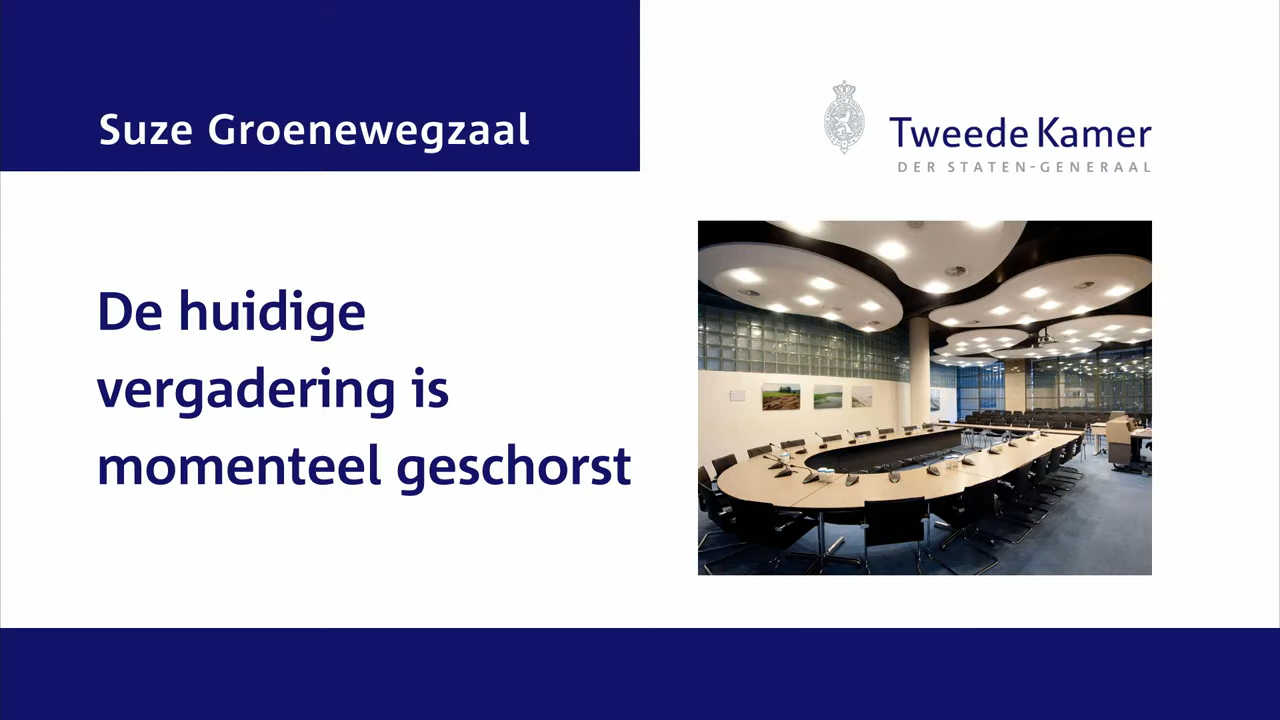 Suze Groenewegzaal
Tweede Kamer
DER STATEN-GENERAAL
De huidige
vergadering is
momenteel geschorst